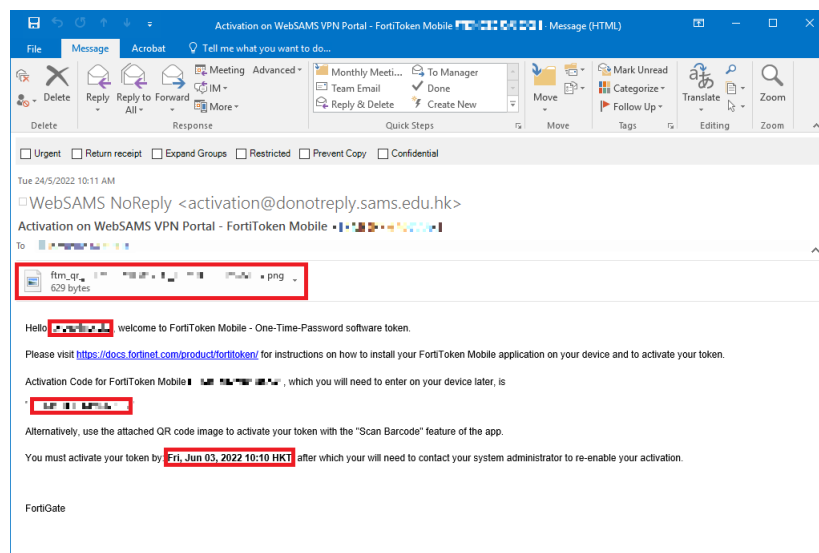 Activation on WebSAMS VPN Portal - FortiToken Mobile - Message (HTML)
File Message Acrobat Tell me what you want to do...
Delete Reply Reply to All Forward Meeting IM More Advanced
Monthly Meeti... To Manager
Team Email Done
Reply & Delete Create New
Move Mark Unread Categorize Follow Up
Translate Zoom
Delete Response Quick Steps Move Tags Editing Zoom
Urgent Return receipt Expand Groups Restricted Prevent Copy Confidential
Tue 24/5/2022 10:11 AM
WebSAMS NoReply <activation@donotreply.sams.edu.hk>
Activation on WebSAMS VPN Portal - FortiToken Mobile
To
ftm_qr_ .png
629 bytes
Hello , welcome to FortiToken Mobile - One-Time-Password software token.
Please visit https://docs.fortinet.com/product/fortitoken/ for instructions on how to install your FortiToken Mobile application on your device and to activate your token.
Activation Code for FortiToken Mobile , which you will need to enter on your device later, is
Alternatively, use the attached QR code image to activate your token with the "Scan Barcode" feature of the app.
You must activate your token by: Fri, Jun 03, 2022 10:10 HKT, after which your will need to contact your system administrator to re-enable your activation.
FortiGate